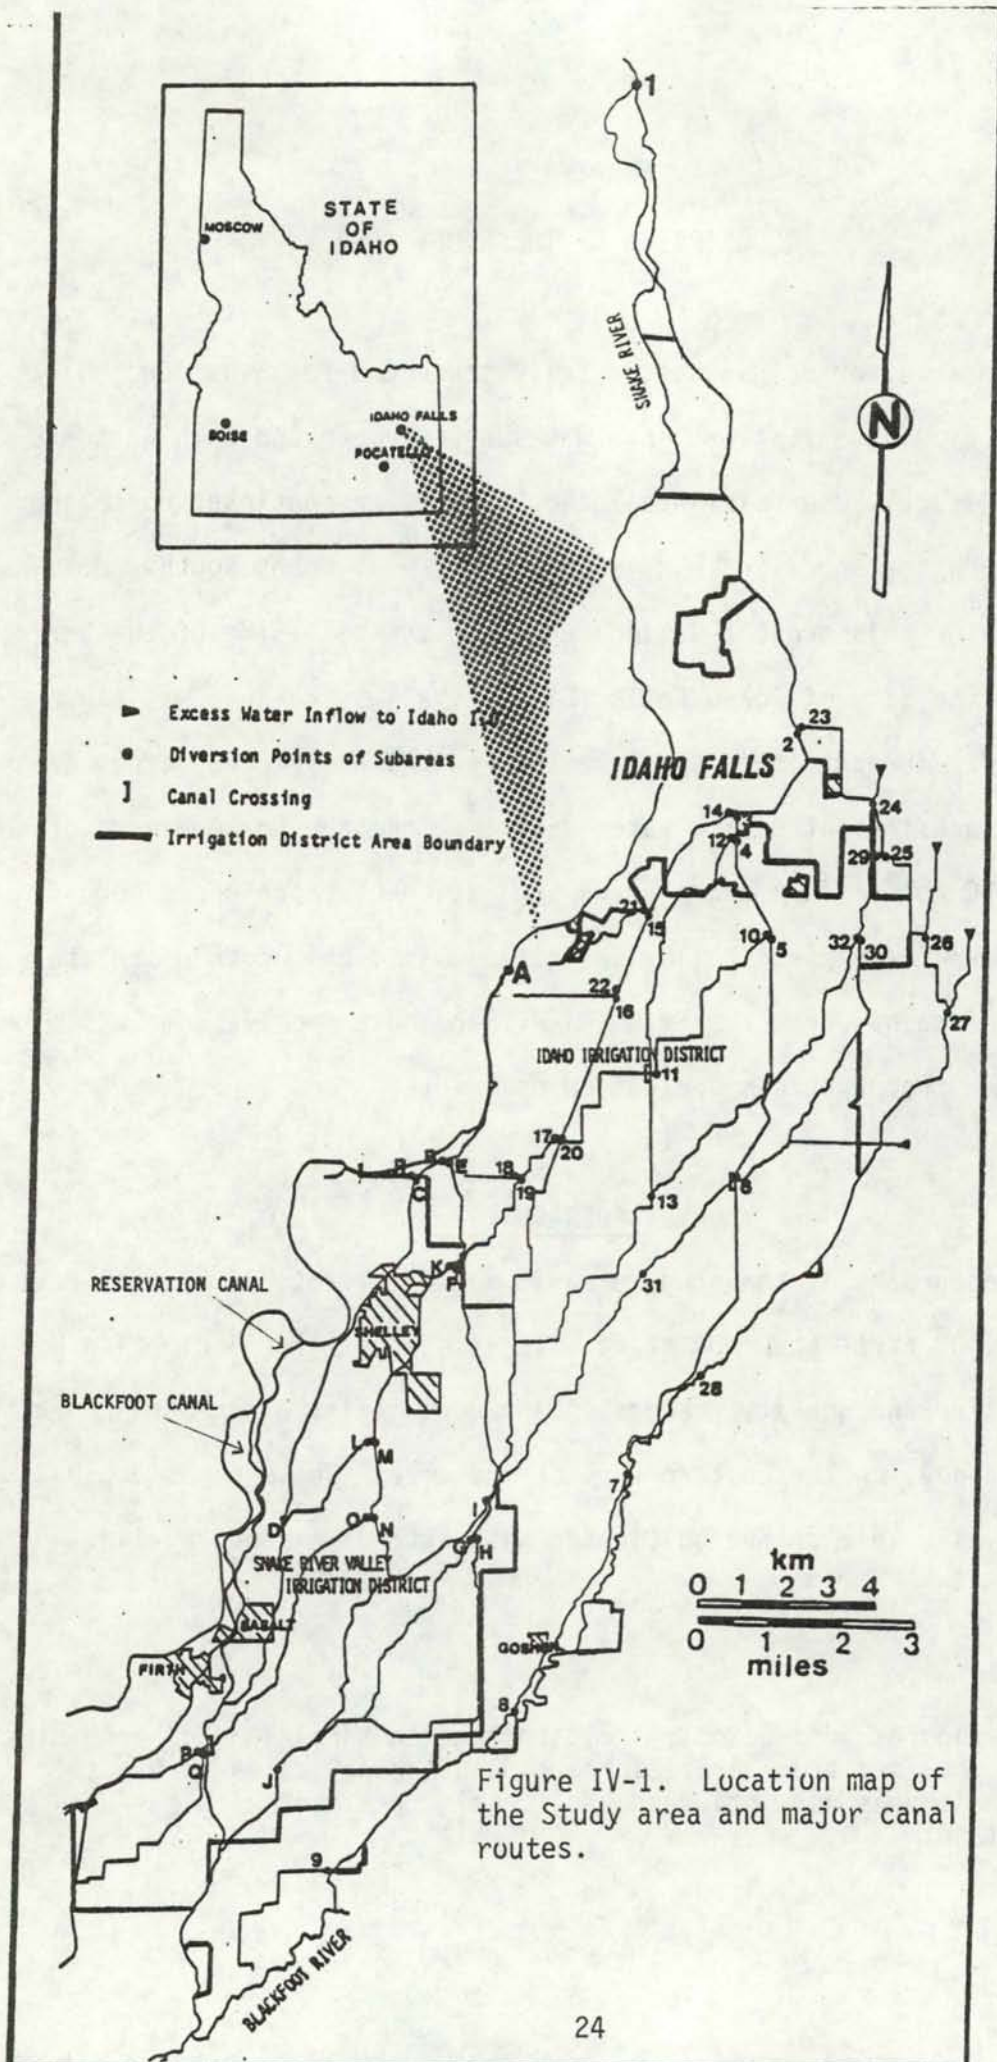 1
STATE
OF
IDAHO
MOSCOW
BOISE
IDAHO FALLS
POCATELLO
SNAKE RIVER
N
Excess Water Inflow to Idaho I.D.
Diversion Points of Subareas
Canal Crossing
Irrigation District Area Boundary
IDAHO FALLS
23
2
14
3
24
12
4
29
25
21
15
10
5
32
30
26
A
22
16
27
IDAHO IRRIGATION DISTRICT
11
17
20
B
E
R
18
C
19
13
6
K
F
31
RESERVATION CANAL
SHELLEY
28
BLACKFOOT CANAL
L
M
7
I
D
O
N
G
H
SNAKE RIVER VALLEY
IRRIGATION DISTRICT
km
0 1 2 3 4
0 1 2 3
miles
BASALT
GOSHEN
FIRTH
8
P
Q
J
Figure IV-1. Location map of
the Study area and major canal
routes.
9
BLACKFOOT RIVER
24